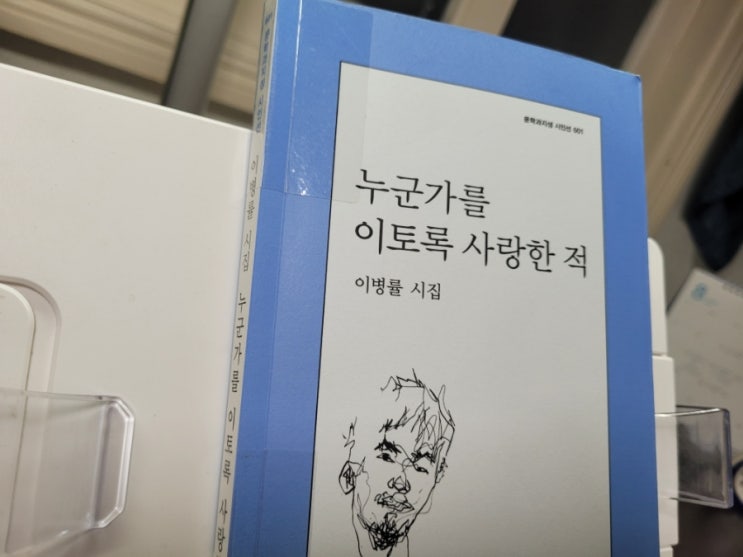 문학과지성 시인선 601
누군가를
이토록 사랑한 적
이병률 시집
이병률 시집 누군가를 이토록 사랑